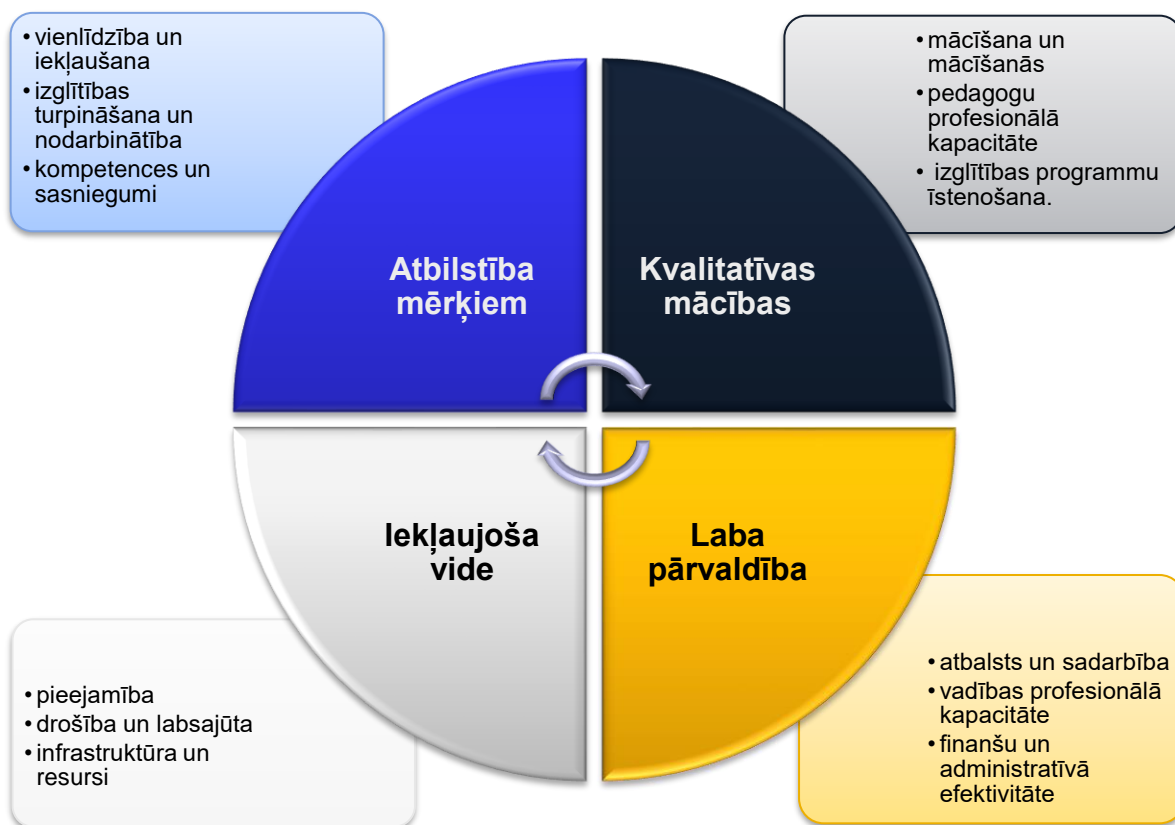 • vienlīdzība un
iekļaušana
• izglītības
turpināšana un
nodarbinātība
• kompetences un
sasniegumi
• mācīšana un
mācīšanās
• pedagogu
profesionālā
kapacitāte
• izglītības programmu
īstenošana.
Atbilstība
mērķiem
Kvalitatīvas
mācības
Iekļaujoša
vide
Laba
pārvaldība
• pieejamība
• drošība un labsajūta
• infrastruktūra un
resursi
• atbalsts un sadarbība
• vadības profesionālā
kapacitāte
• finanšu un
administratīvā
efektivitāte